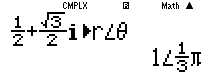 CMPLX R Math ▲
1/2+√3/2 i▶r∠θ
1∠1/3π